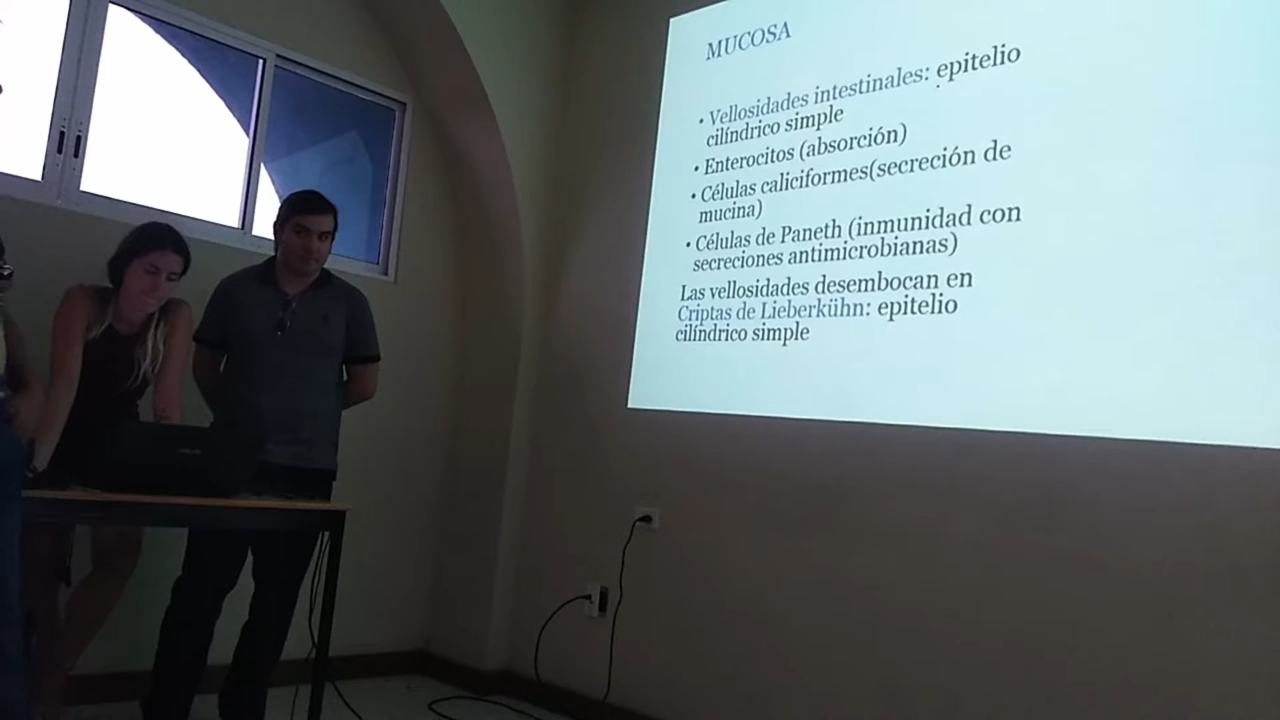 MUCOSA
• Vellosidades intestinales: epitelio
cilíndrico simple
• Enterocitos (absorción)
• Células caliciformes(secreción de
mucina)
• Células de Paneth (inmunidad con
secreciones antimicrobianas)
Las vellosidades desembocan en
Criptas de Lieberkühn: epitelio
cilíndrico simple